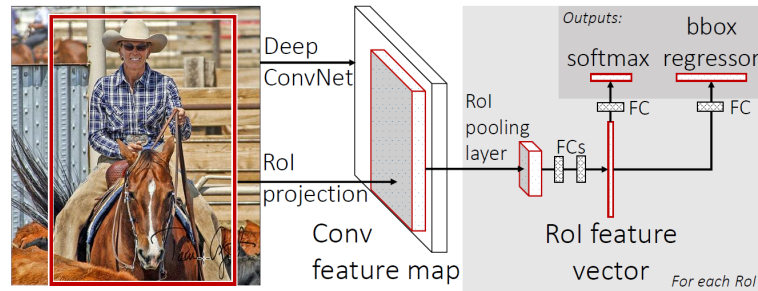 Deep
ConvNet
RoI
projection
Conv
feature map
RoI
pooling
layer
FCs
RoI feature
vector
For each RoI
Outputs:
softmax
bbox
regressor
FC
FC